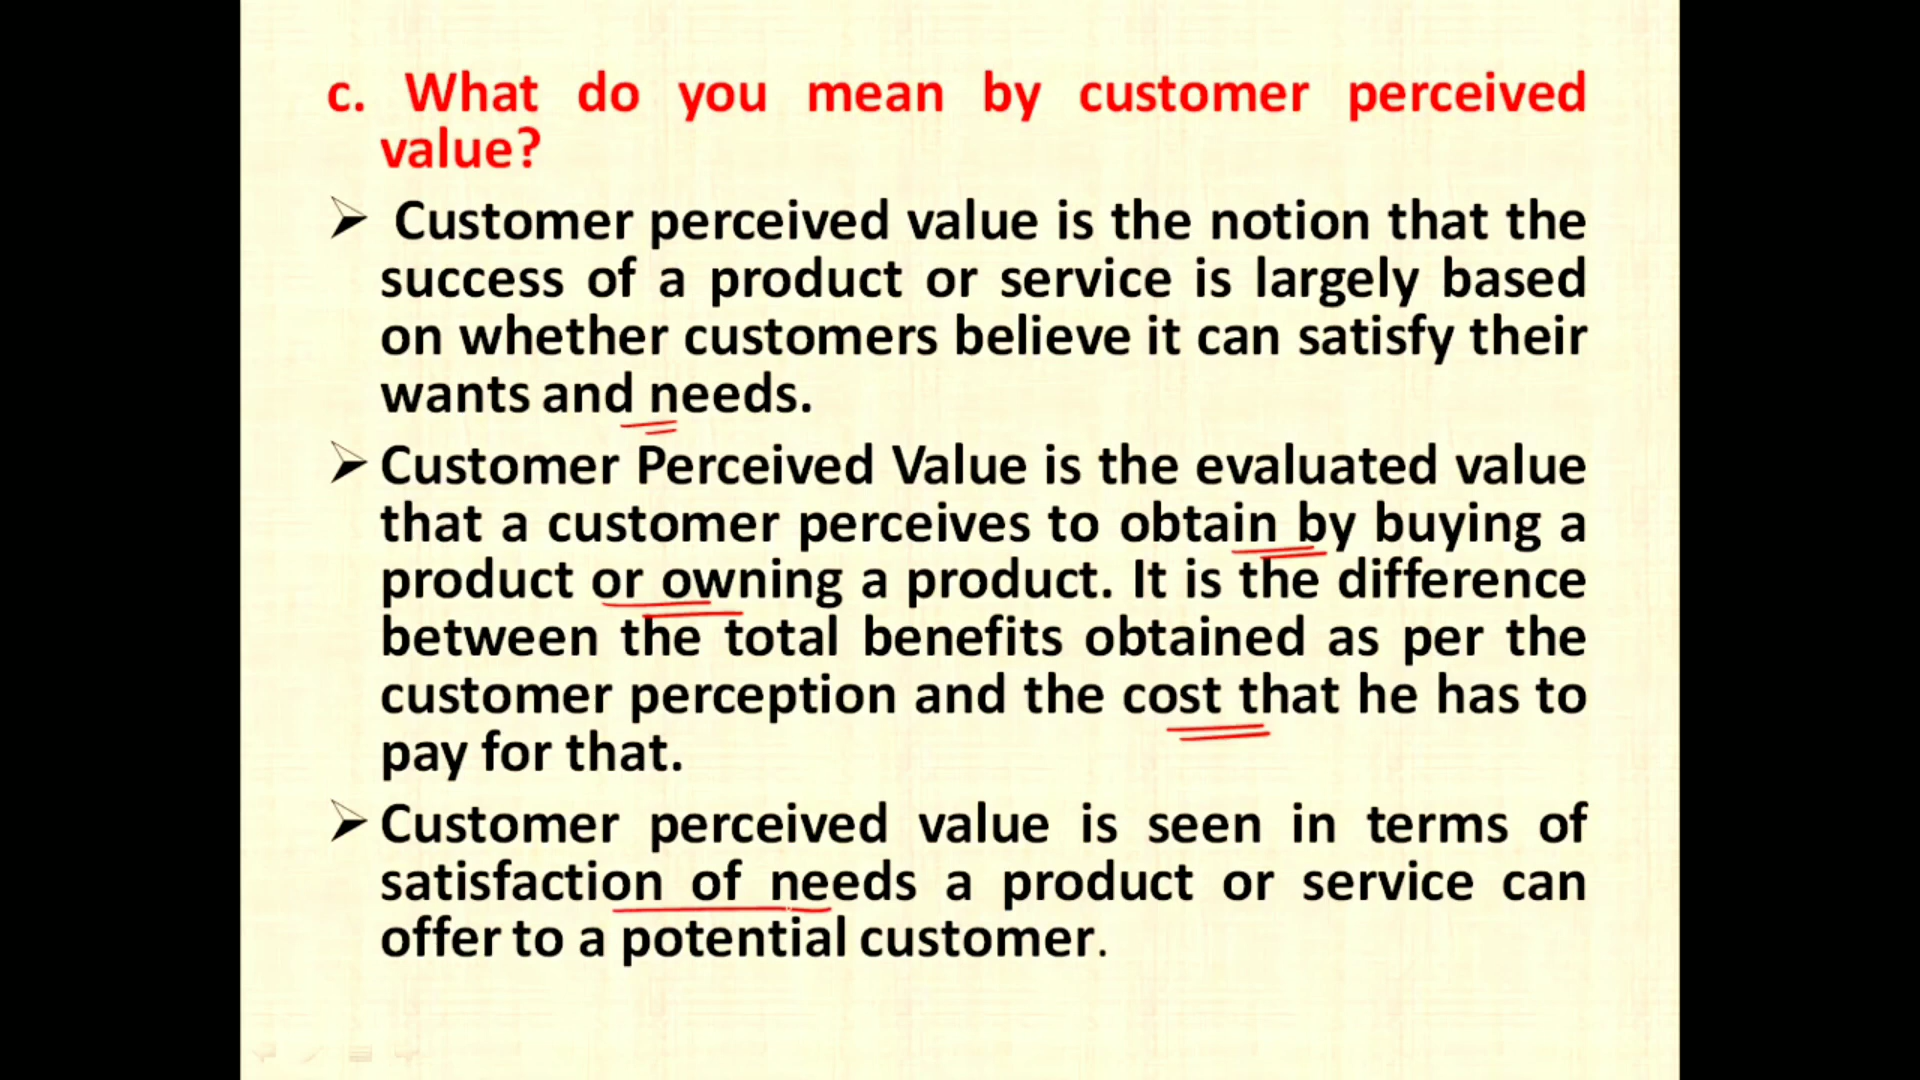 c. What do you mean by customer perceived
value?
➢ Customer perceived value is the notion that the
success of a product or service is largely based
on whether customers believe it can satisfy their
wants and needs.
➢ Customer Perceived Value is the evaluated value
that a customer perceives to obtain by buying a
product or owning a product. It is the difference
between the total benefits obtained as per the
customer perception and the cost that he has to
pay for that.
➢ Customer perceived value is seen in terms of
satisfaction of needs a product or service can
offer to a potential customer.